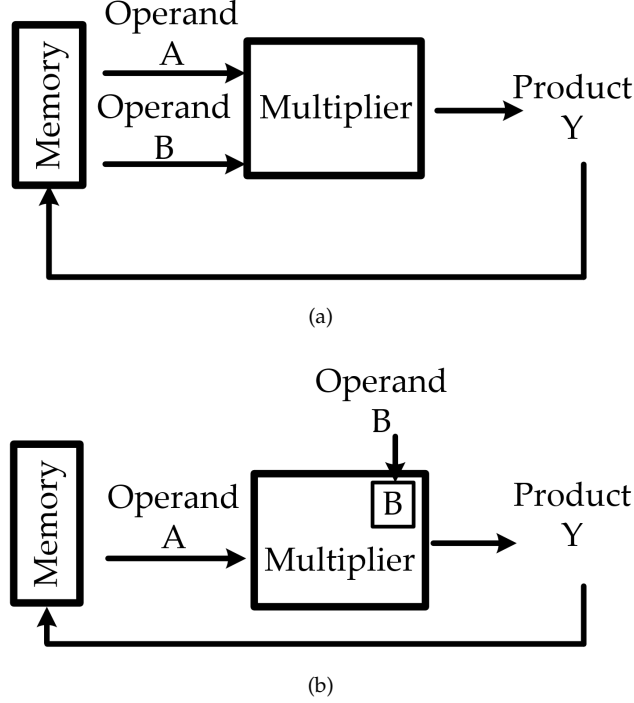 Operand
A
Memory
Operand
B
Multiplier
Product
Y
(a)
Operand
B
Memory
Operand
A
B
Multiplier
Product
Y
(b)